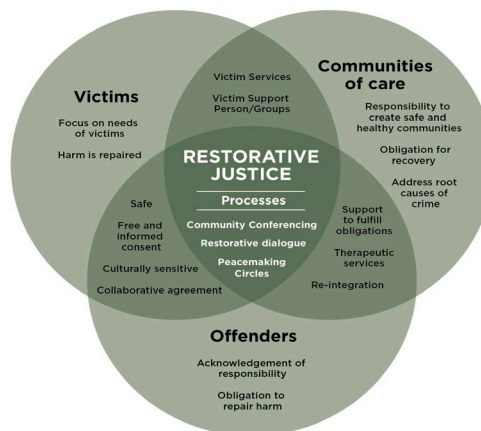 Victims
Focus on needs
of victims
Harm is repaired
Victim Services
Victim Support
Person/Groups
Communities
of care
Responsibility to
create safe and
healthy communities
Obligation for
recovery
Address root
causes of
crime
RESTORATIVE
JUSTICE
Processes
Community Conferencing
Restorative dialogue
Peacemaking
Circles
Safe
Free and
informed
consent
Culturally sensitive
Collaborative agreement
Support
to fulfill
obligations
Therapeutic
services
Re-integration
Offenders
Acknowledgement of
responsibility
Obligation to
repair harm